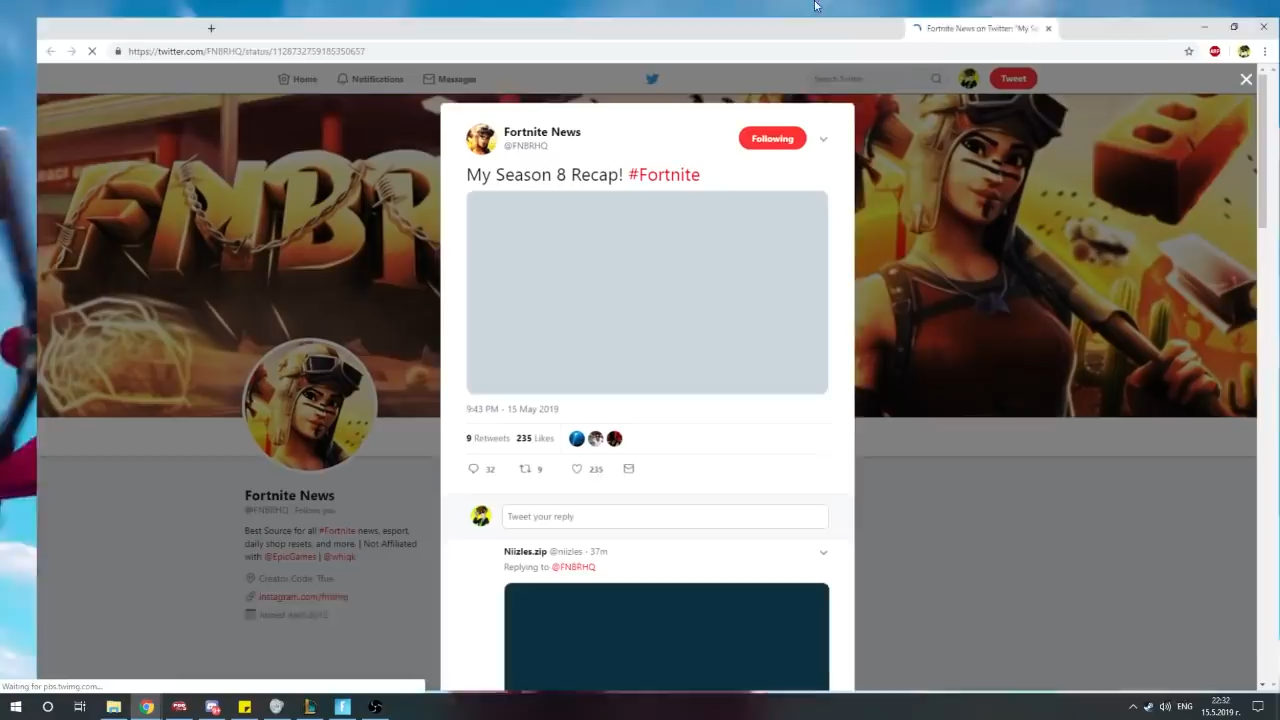 Fortnite News on Twitter: "My Se
https://twitter.com/FNBRHQ/status/1128732759185350657
Home Notifications Messages Search Twitter Tweet
FNBR
Fortnite News
@FNBRHQ
Following
My Season 8 Recap! #Fortnite
9:43 PM - 15 May 2019
9 Retweets 235 Likes
32 9 235
Tweet your reply
Niizles.zip @niizles · 37m
Replying to @FNBRHQ
Fortnite News
@FNBRHQ Follows you
Best Source for all #Fortnite news, esport,
daily shop resets, and more. | Not Affiliated
with @EpicGames | @whiqk
Creator Code: Tfue
Waiting for pbs.twimg.com...
ENG
22:32
15.5.2019 г.